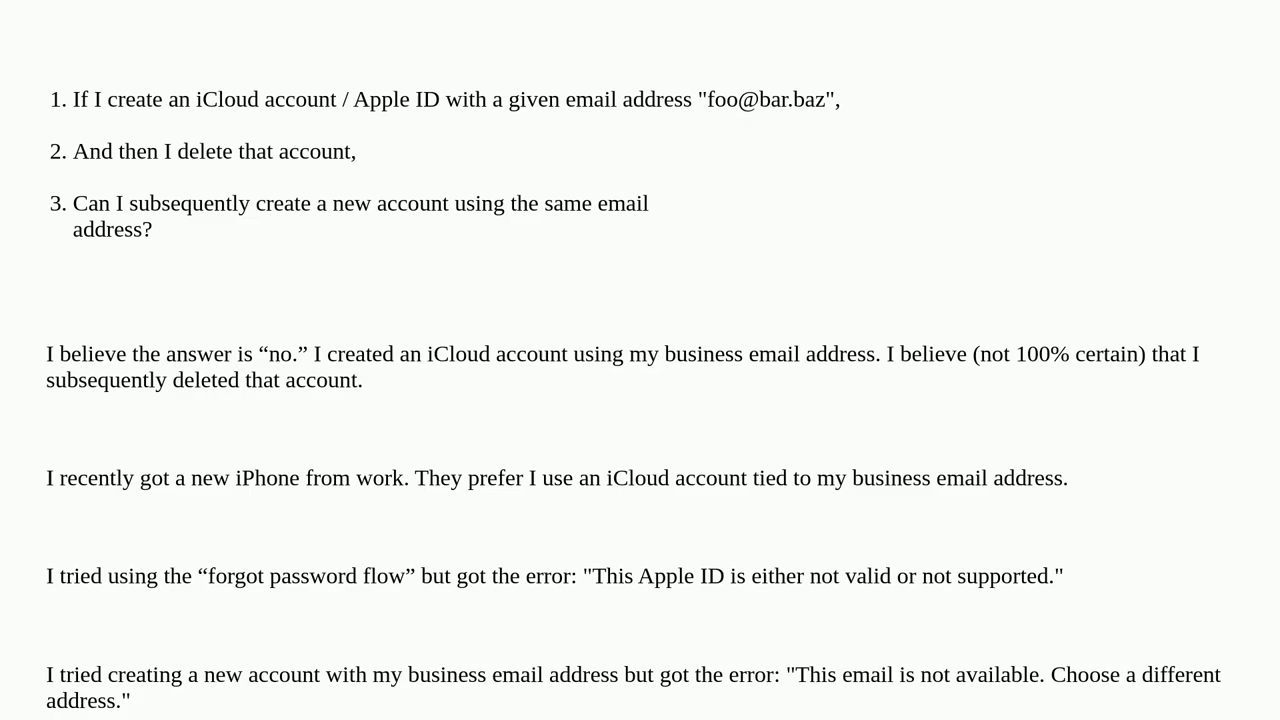 1. If I create an iCloud account / Apple ID with a given email address "foo@bar.baz",
2. And then I delete that account,
3. Can I subsequently create a new account using the same email
address?
I believe the answer is “no.” I created an iCloud account using my business email address. I believe (not 100% certain) that I
subsequently deleted that account.
I recently got a new iPhone from work. They prefer I use an iCloud account tied to my business email address.
I tried using the “forgot password flow” but got the error: "This Apple ID is either not valid or not supported."
I tried creating a new account with my business email address but got the error: "This email is not available. Choose a different
address."